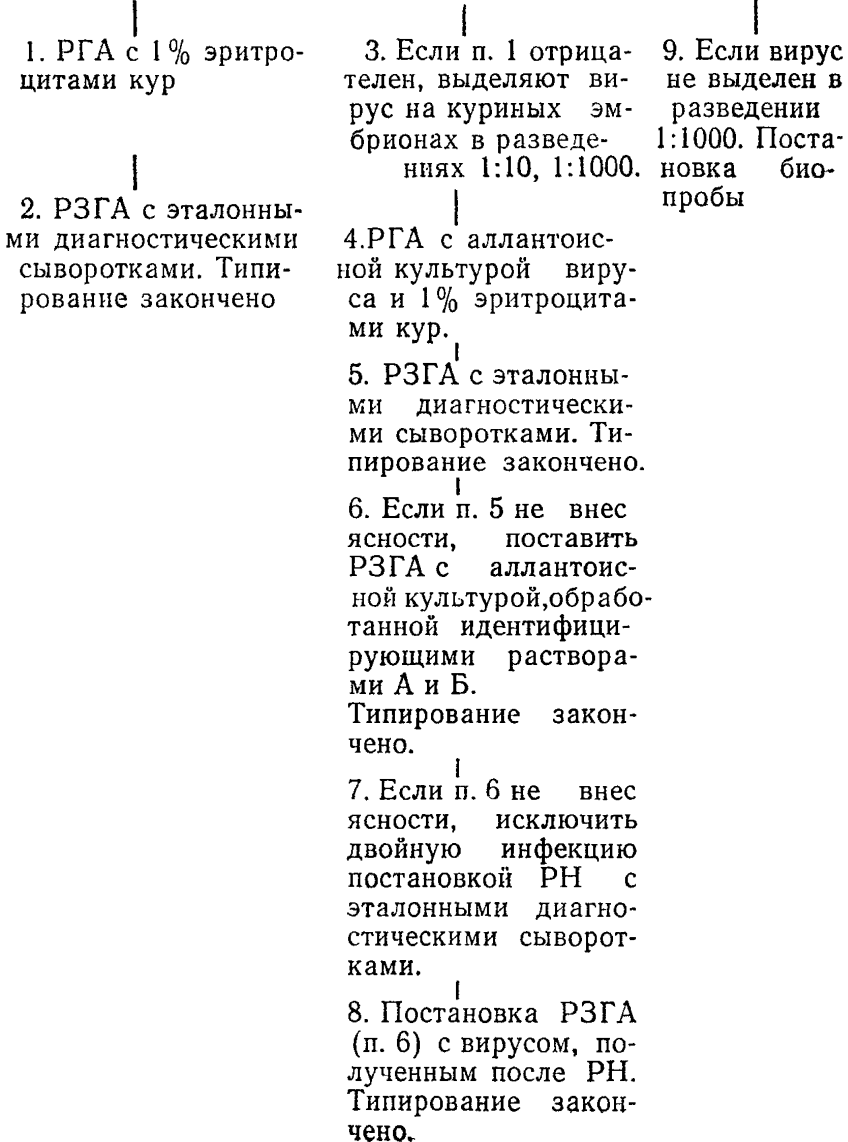 1. РГА с 1% эритро-
цитами кур
2. РЗГА с эталонны-
ми диагностическими
сыворотками. Типи-
рование закончено
3. Если п. 1 отрица-
телен, выделяют ви-
рус на куриных эм-
брионах в разведе-
ниях 1:10, 1:1000.
4.РГА с аллантоис-
ной культурой виру-
са и 1% эритроцита-
ми кур.
5. РЗГА с эталонны-
ми диагностически-
ми сыворотками. Ти-
пирование закончено.
6. Если п. 5 не внес
ясности, поставить
РЗГА с аллантоис-
ной культурой,обрабо-
танной идентифици-
рующими раствора-
ми А и Б.
Типирование закон-
чено.
7. Если п. 6 не внес
ясности, исключить
двойную инфекцию
постановкой РН с
эталонными диагно-
стическими сыворот-
ками.
8. Постановка РЗГА
(п. 6) с вирусом, по-
лученным после РН.
Типирование закон-
чено.
9. Если вирус
не выделен в
разведении
1:1000. Поста-
новка био-
пробы